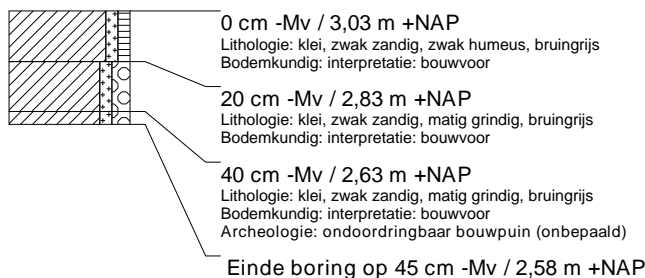 0 cm -Mv / 3,03 m +NAP
Lithologie: klei, zwak zandig, zwak humeus, bruingrijs
Bodemkundig: interpretatie: bouwvoor
20 cm -Mv / 2,83 m +NAP
Lithologie: klei, zwak zandig, matig grindig, bruingrijs
Bodemkundig: interpretatie: bouwvoor
40 cm -Mv / 2,63 m +NAP
Lithologie: klei, zwak zandig, matig grindig, bruingrijs
Bodemkundig: interpretatie: bouwvoor
Archeologie: ondoordringbaar bouwpuin (onbepaald)
Einde boring op 45 cm -Mv / 2,58 m +NAP